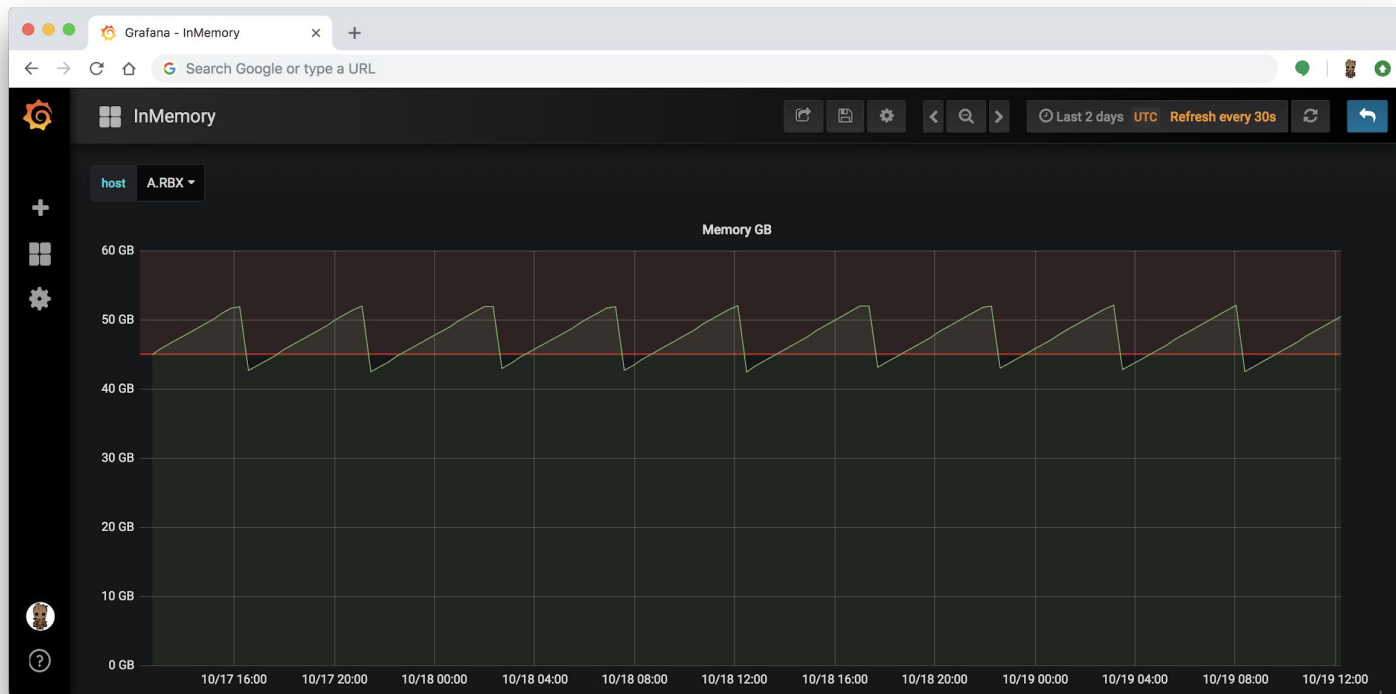 Grafana - InMemory
Search Google or type a URL
InMemory
Last 2 days UTC Refresh every 30s
host A.RBX
Memory GB
60 GB
50 GB
40 GB
30 GB
20 GB
10 GB
0 GB
10/17 16:00 10/17 20:00 10/18 00:00 10/18 04:00 10/18 08:00 10/18 12:00 10/18 16:00 10/18 20:00 10/19 00:00 10/19 04:00 10/19 08:00 10/19 12:00